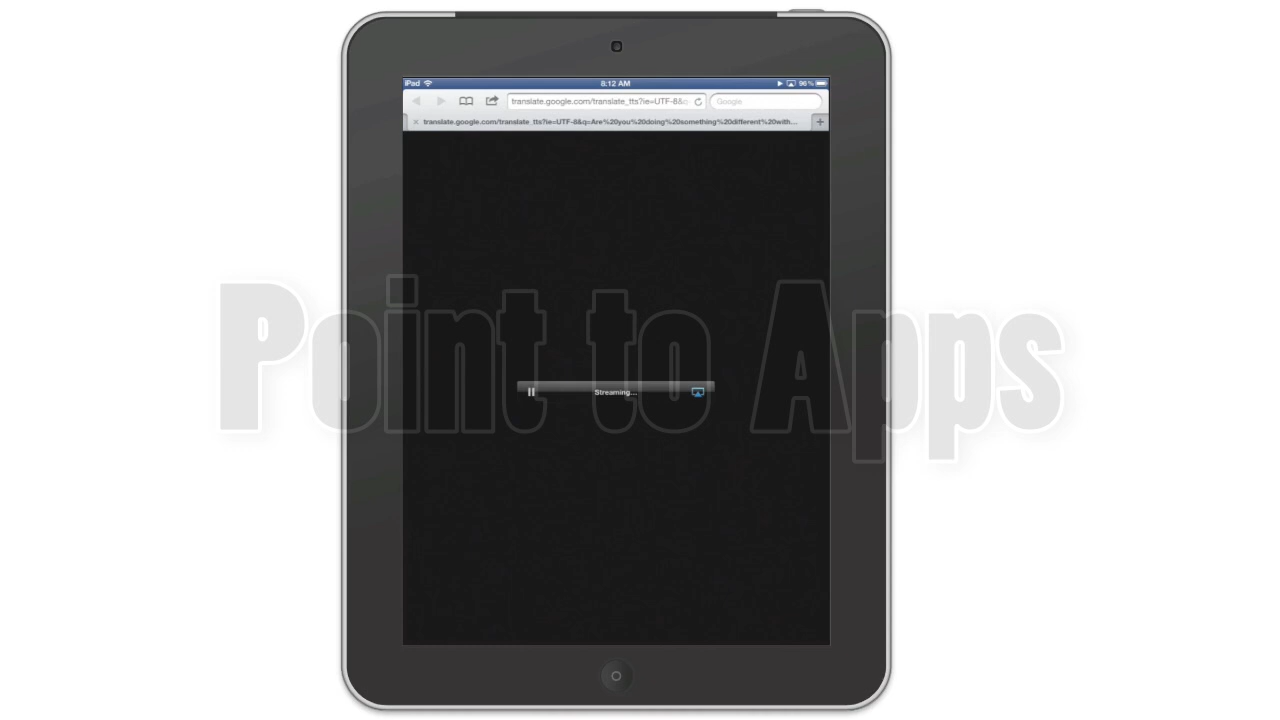 iPad 8:12 AM 96%
translate.google.com/translate_tts?ie=UTF-8&q Google
translate.google.com/translate_tts?ie=UTF-8&q=Are%20you%20doing%20something%20different%20with...
Point to Apps
Streaming...